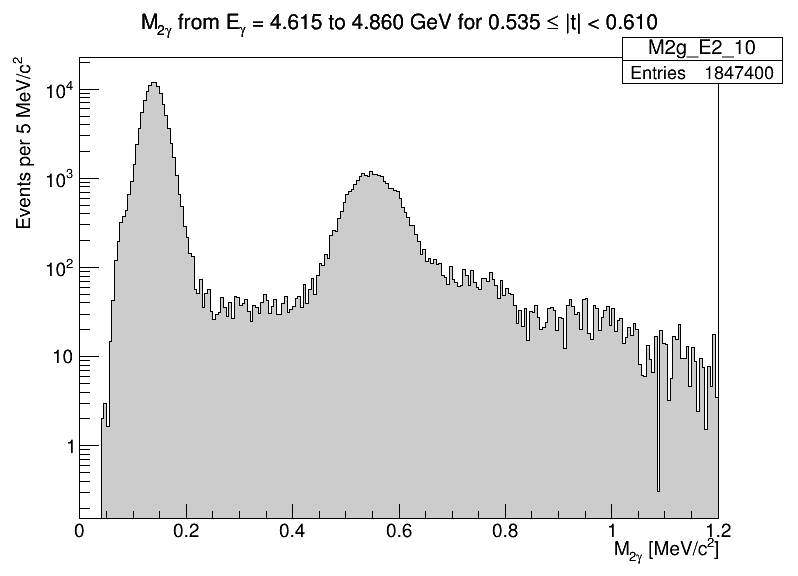 M2γ from Eγ = 4.615 to 4.860 GeV for 0.535 ≤ |t| < 0.610
M2g_E2_10
Entries 1847400
Events per 5 MeV/c²
10⁴
10³
10²
10
1
0 0.2 0.4 0.6 0.8 1 1.2
M2γ [MeV/c²]